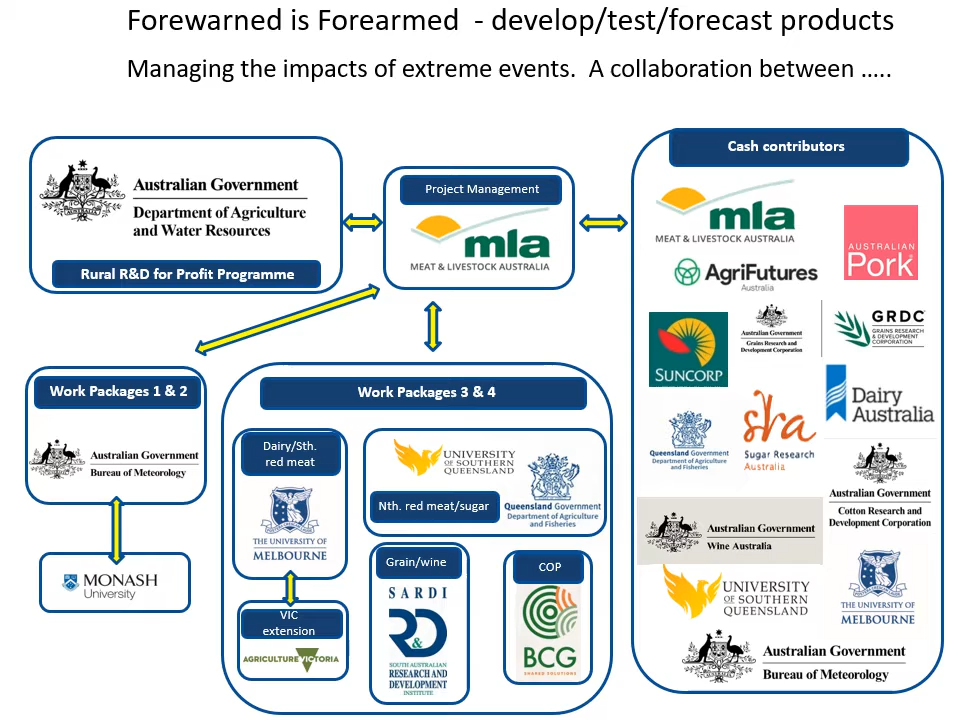 Forewarned is Forearmed  - develop/test/forecast products
Managing the impacts of extreme events.  A collaboration between …..
Australian Government
Department of Agriculture
and Water Resources
Rural R&D for Profit Programme
Project Management
mla
MEAT & LIVESTOCK AUSTRALIA
Cash contributors
mla
MEAT & LIVESTOCK AUSTRALIA
AUSTRALIAN
Pork
AgriFutures
Australia
SUNCORP
Australian Government
Grains Research and
Development Corporation
GRDC
GRAINS RESEARCH
& DEVELOPMENT
CORPORATION
Dairy
Australia
Queensland Government
Department of Agriculture
and Fisheries
sra
Sugar Research
Australia
Australian Government
Cotton Research and
Development Corporation
Australian Government
Wine Australia
UNIVERSITY
OF SOUTHERN
QUEENSLAND
THE UNIVERSITY OF
MELBOURNE
Australian Government
Bureau of Meteorology
Work Packages 1 & 2
Australian Government
Bureau of Meteorology
MONASH
University
Work Packages 3 & 4
Dairy/Sth.
red meat
THE UNIVERSITY OF
MELBOURNE
VIC
extension
AGRICULTURE VICTORIA
UNIVERSITY
OF SOUTHERN
QUEENSLAND
Nth. red meat/sugar
Queensland Government
Department of Agriculture
and Fisheries
Grain/wine
SARDI
R&D
SOUTH AUSTRALIAN
RESEARCH AND
DEVELOPMENT
INSTITUTE
COP
BCG
SHARED SOLUTIONS